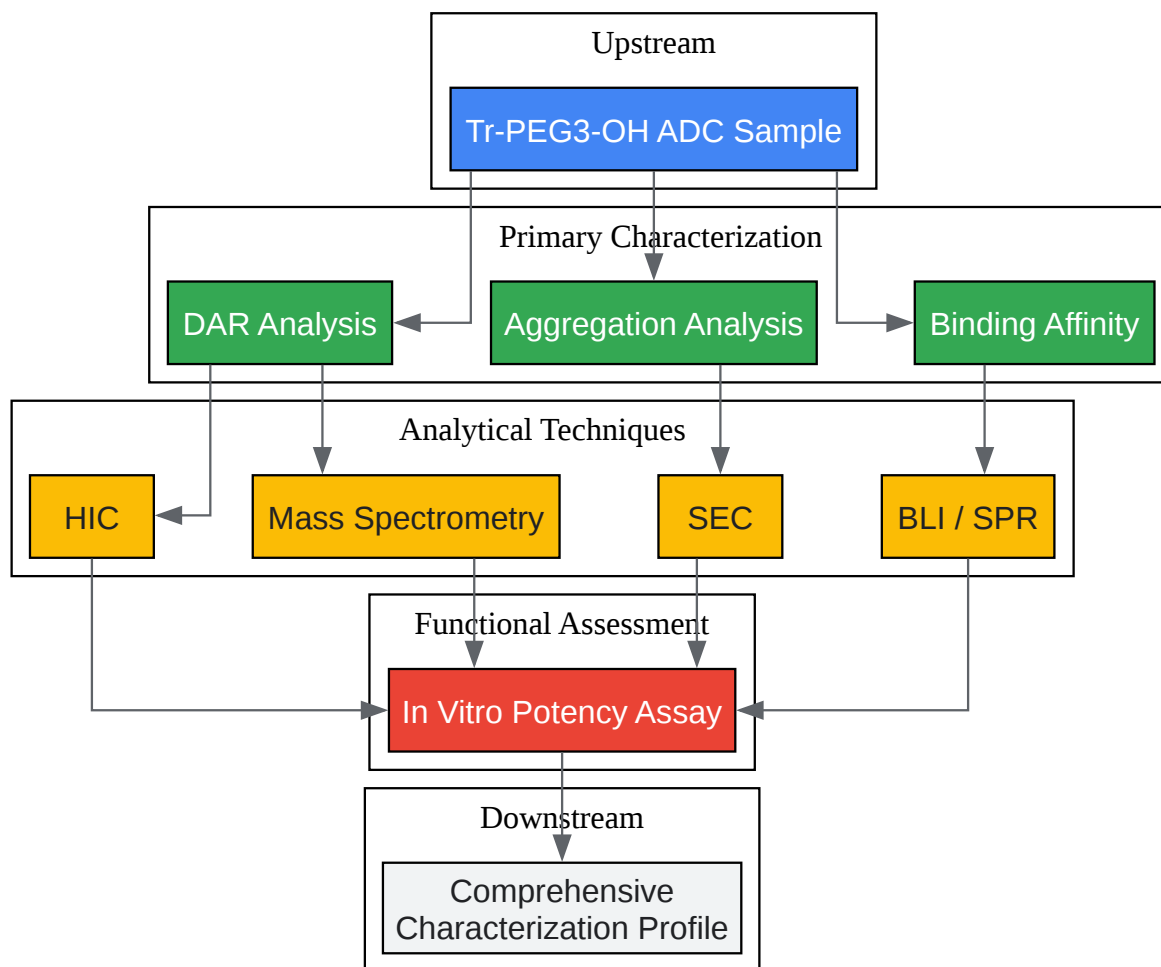 Upstream
Tr-PEG3-OH ADC Sample
Primary Characterization
DAR Analysis
Aggregation Analysis
Binding Affinity
Analytical Techniques
HIC
Mass Spectrometry
SEC
BLI / SPR
Functional Assessment
In Vitro Potency Assay
Downstream
Comprehensive
Characterization Profile